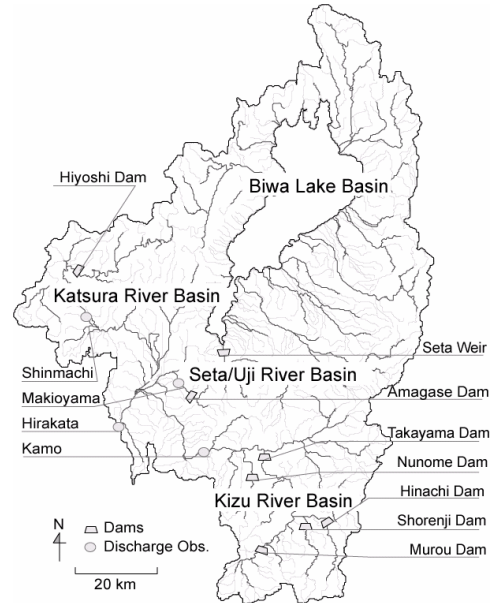 Biwa Lake Basin
Hiyoshi Dam
Katsura River Basin
Seta Weir
Shinmachi
Seta/Uji River Basin
Makioyama
Amagase Dam
Hirakata
Takayama Dam
Kamo
Nunome Dam
Hinachi Dam
Kizu River Basin
Shorenji Dam
Murou Dam
N
Dams
Discharge Obs.
20 km